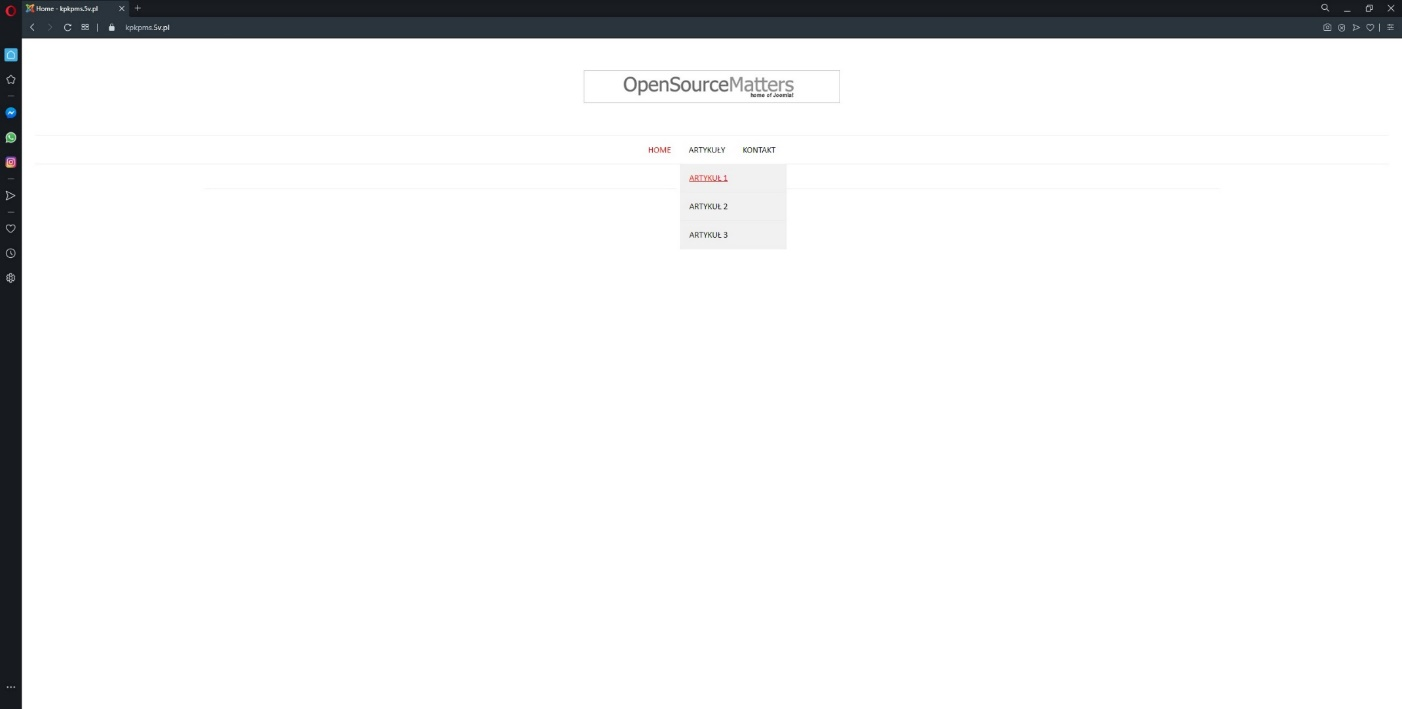 Home - kpkpms.5v.pl
kpkpms.5v.pl
OpenSourceMatters
home of Joomla!
HOME ARTYKUŁY KONTAKT
ARTYKUŁ 1
ARTYKUŁ 2
ARTYKUŁ 3